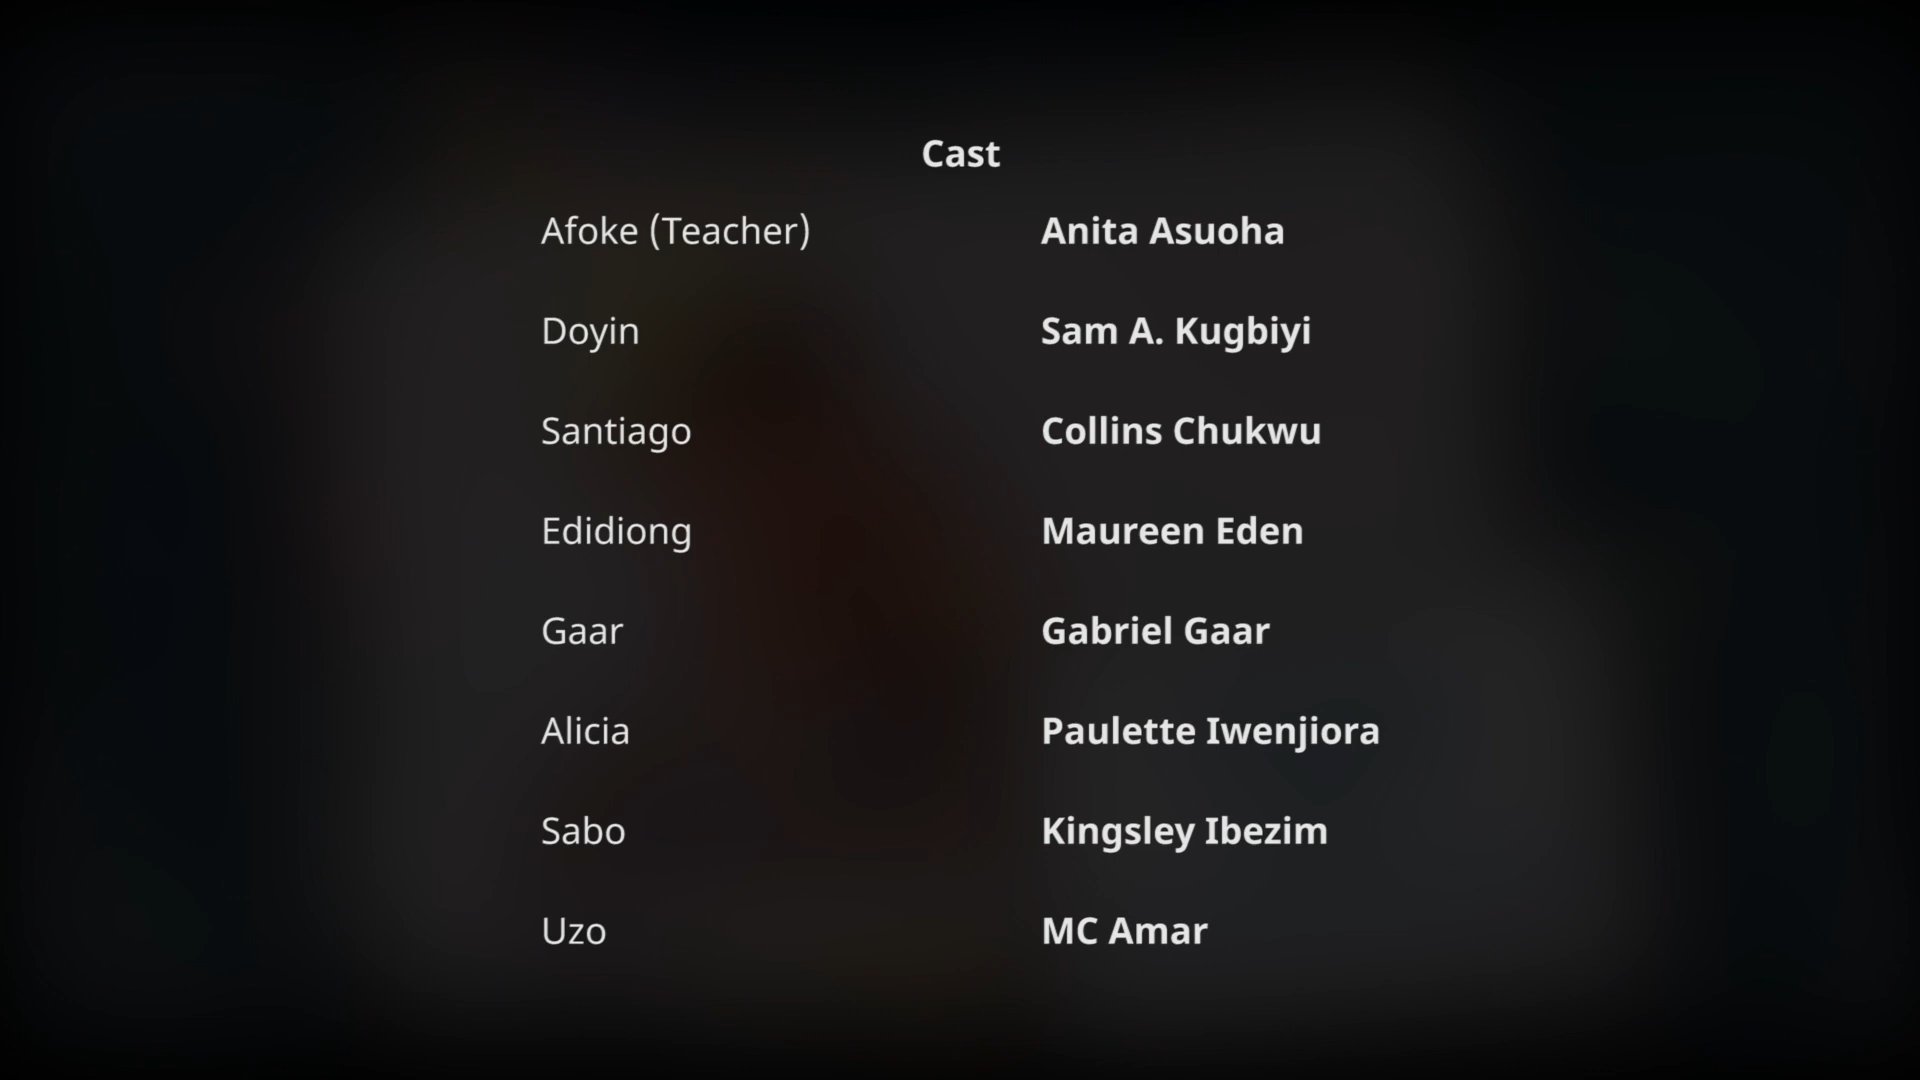 Cast
Afoke (Teacher) Anita Asuoha
Doyin Sam A. Kugbiyi
Santiago Collins Chukwu
Edidiong Maureen Eden
Gaar Gabriel Gaar
Alicia Paulette Iwenjiora
Sabo Kingsley Ibezim
Uzo MC Amar